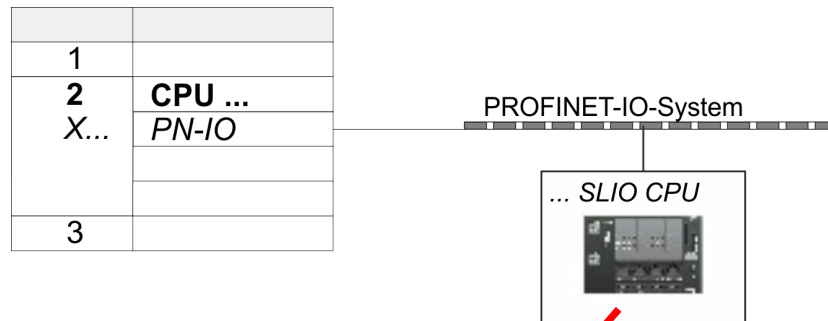 1
2 CPU ...
X... PN-IO
3
PROFINET-IO-System
... SLIO CPU